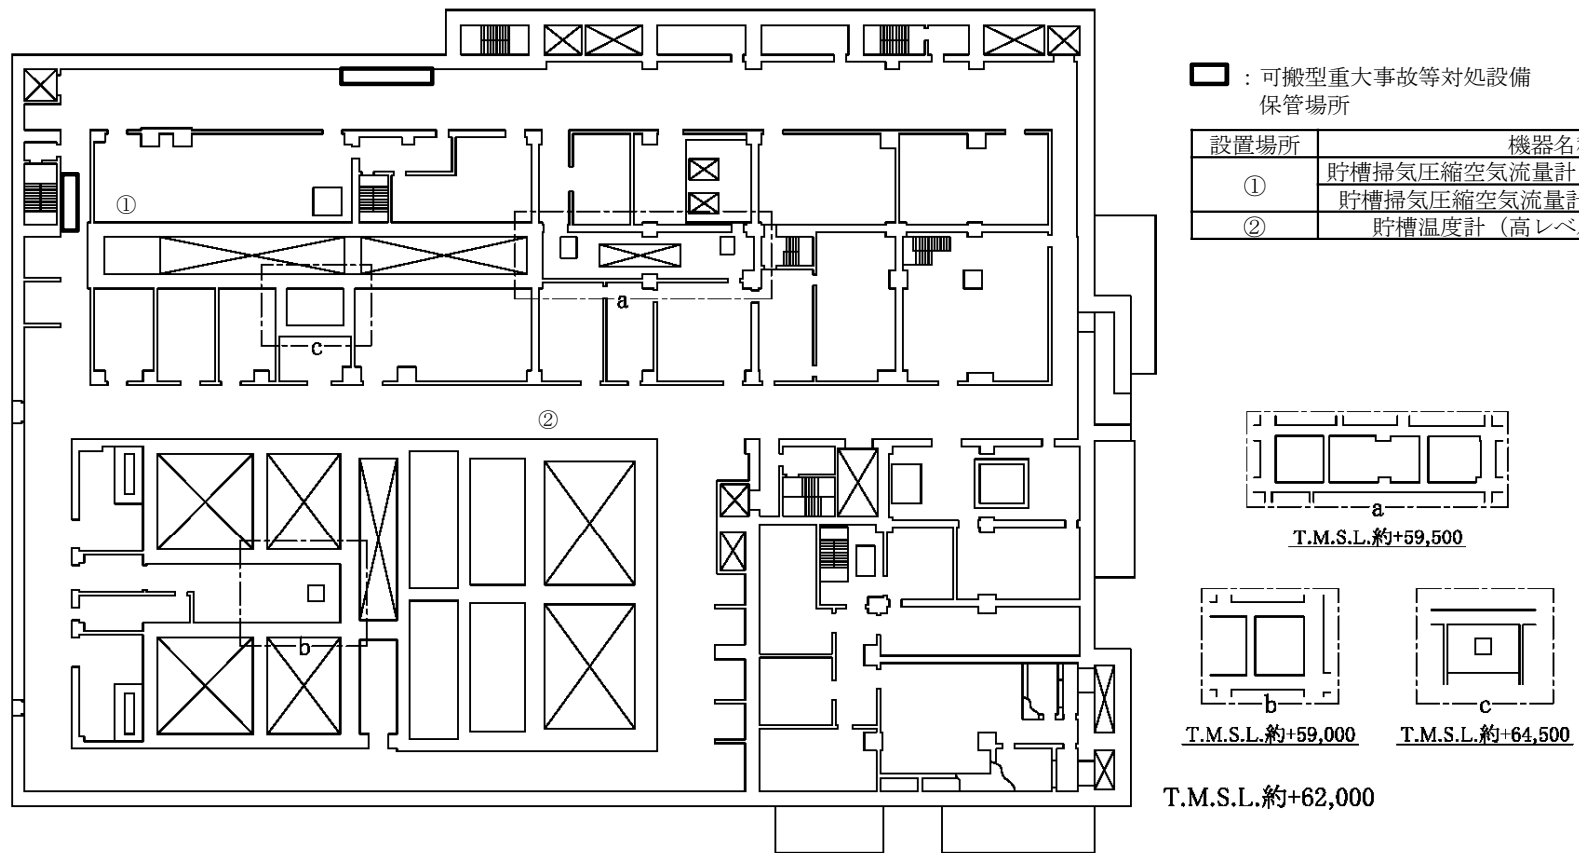 ：可搬型重大事故等対処設備
保管場所
設置場所
機器名
①
貯槽掃気圧縮空気流量計
貯槽掃気圧縮空気流量計
②
貯槽温度計（高レベ
①
a
c
②
b
a
T.M.S.L.約+59,500
b
T.M.S.L.約+59,000
c
T.M.S.L.約+64,500
T.M.S.L.約+62,000